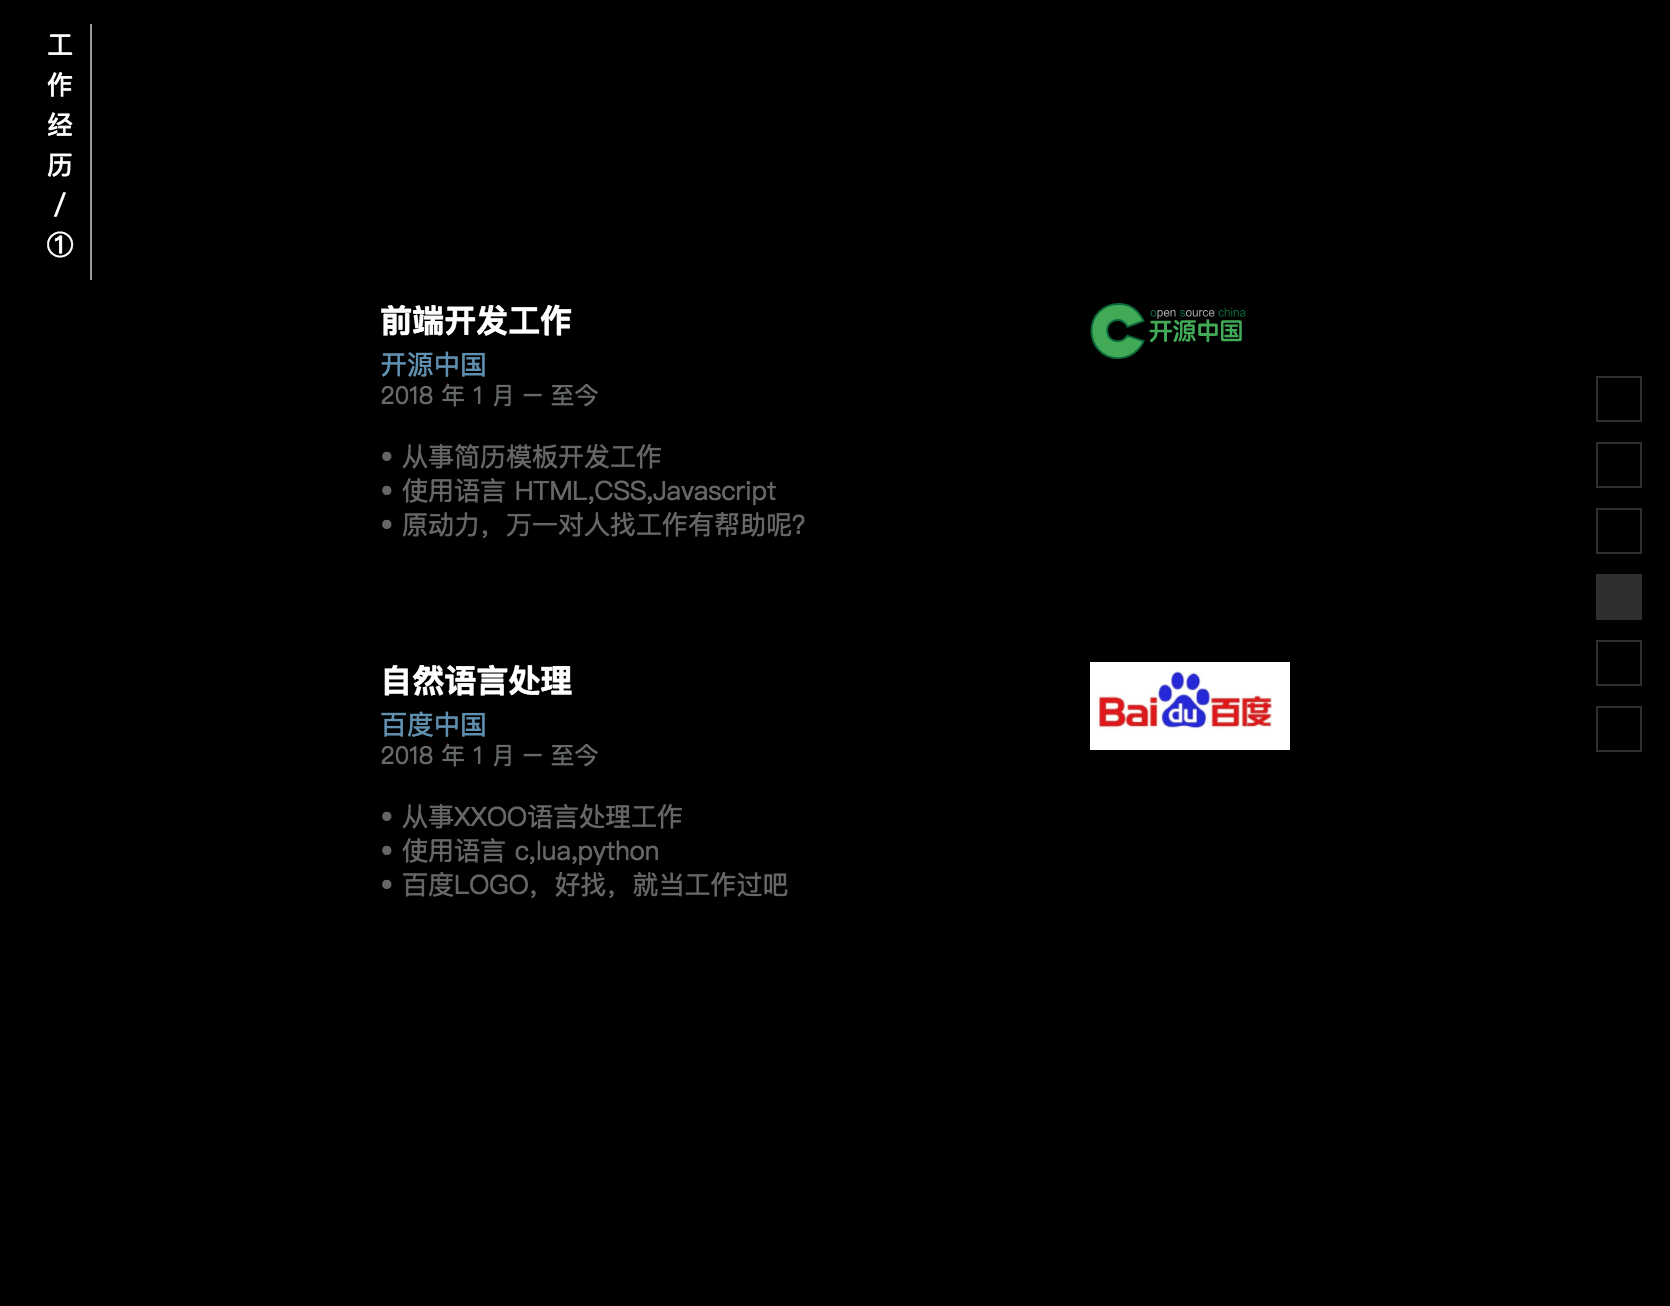 工作经历/①
前端开发工作
开源中国
2018 年 1 月 － 至今
• 从事简历模板开发工作
• 使用语言 HTML,CSS,Javascript
• 原动力，万一对人找工作有帮助呢？
open source china
开源中国
自然语言处理
百度中国
2018 年 1 月 － 至今
• 从事XXOO语言处理工作
• 使用语言 c,lua,python
• 百度LOGO，好找，就当工作过吧
Baidu百度